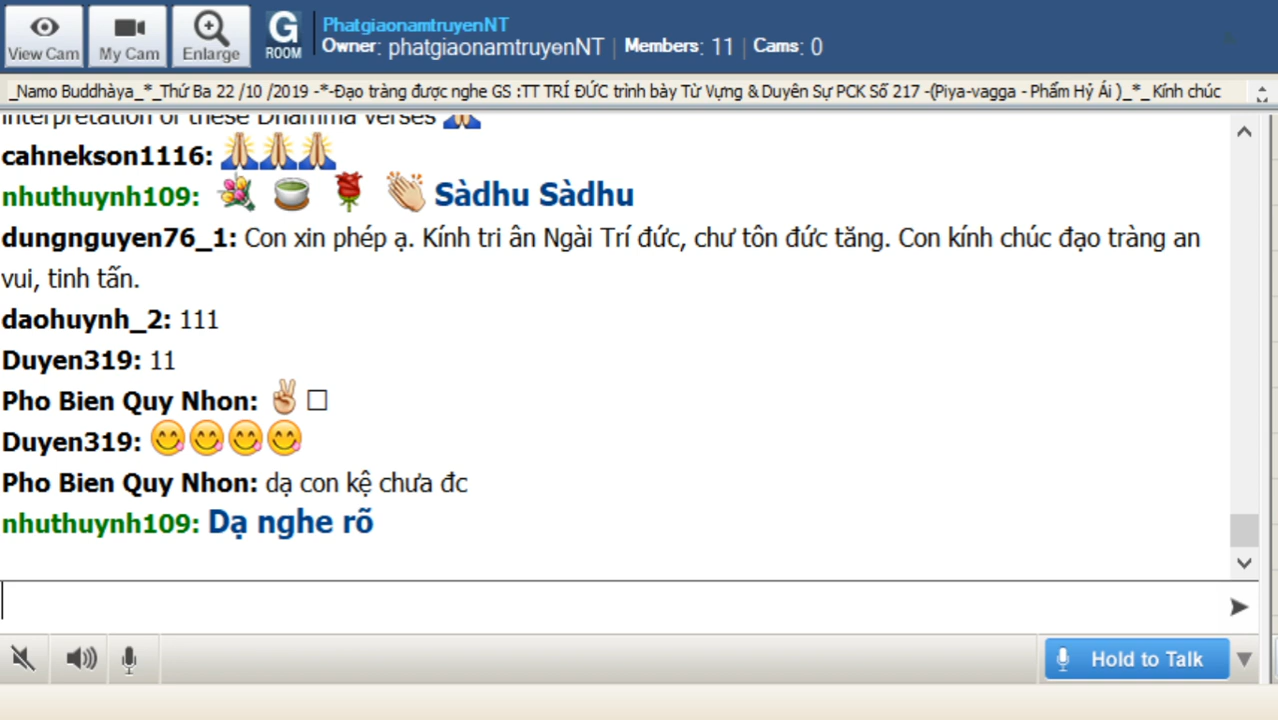 View Cam
My Cam
Enlarge
G
ROOM
PhatgiaonamtruyenNT
Owner: phatgiaonamtruyenNT | Members: 11 | Cams: 0
_Namo Buddhàya_*_Thứ Ba 22 /10 /2019 -*-Đạo tràng được nghe GS :TT TRÍ ĐỨC trình bày Từ Vựng & Duyên Sự PCK Số 217 -(Piya-vagga - Phẩm Hỷ Ái )_*_ Kính chúc
interpretation of these Dhamma verses 🙏
cahnekson1116: 🙏🙏🙏
nhuthuynh109: 💐 🍵 🌹 👏 Sàdhu Sàdhu
dungnguyen76_1: Con xin phép ạ. Kính tri ân Ngài Trí đức, chư tôn đức tăng. Con kính chúc đạo tràng an
vui, tinh tấn.
daohuynh_2: 111
Duyen319: 11
Pho Bien Quy Nhon: ✌□
Duyen319: 😋😋😋😋
Pho Bien Quy Nhon: dạ con kệ chưa đc
nhuthuynh109: Dạ nghe rõ
Hold to Talk